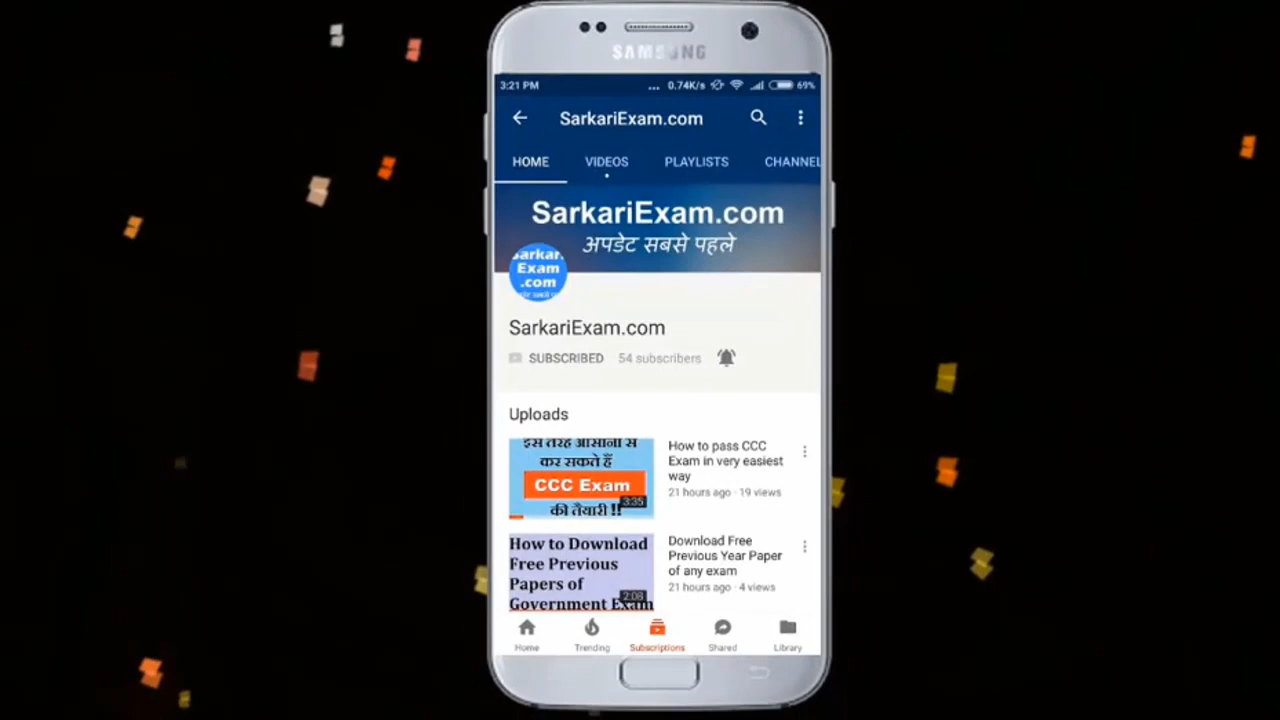 SAMSUNG
3:21 PM ... 0.74K/s 69%
SarkariExam.com
HOME VIDEOS PLAYLISTS CHANNEL
SarkariExam.com
अपडेट सबसे पहले
Sarkari
Exam
.com
SarkariExam.com
SUBSCRIBED 54 subscribers
Uploads
इस तरह आसानी से
कर सकते हैं
CCC Exam
3:35
की तैयारी !!
How to pass CCC
Exam in very easiest
way
21 hours ago · 19 views
How to Download
Free Previous
Papers of
2:08
Government Exam
Download Free
Previous Year Paper
of any exam
21 hours ago · 4 views
Home Trending Subscriptions Shared Library